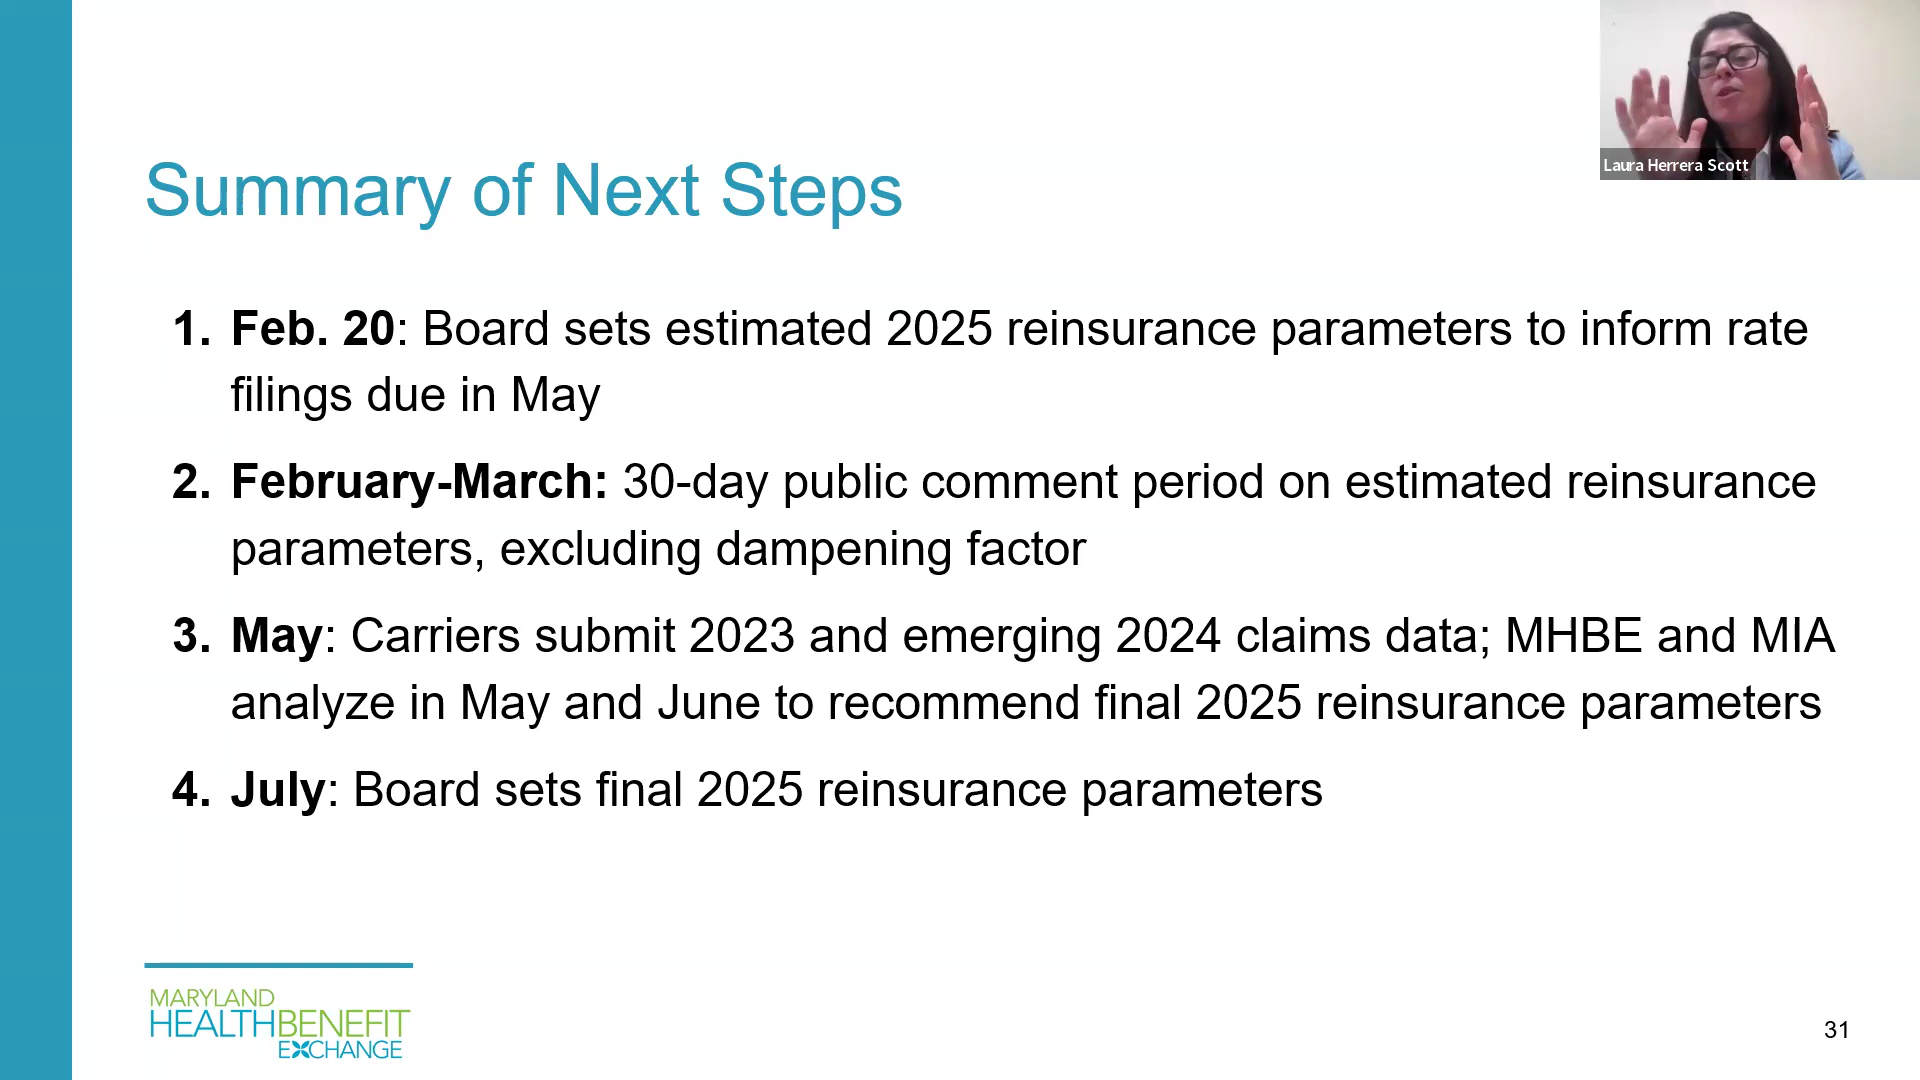 Laura Herrera Scott
Summary of Next Steps
1. Feb. 20: Board sets estimated 2025 reinsurance parameters to inform rate
filings due in May
2. February-March: 30-day public comment period on estimated reinsurance
parameters, excluding dampening factor
3. May: Carriers submit 2023 and emerging 2024 claims data; MHBE and MIA
analyze in May and June to recommend final 2025 reinsurance parameters
4. July: Board sets final 2025 reinsurance parameters
MARYLAND
HEALTHBENEFIT
EXCHANGE
31